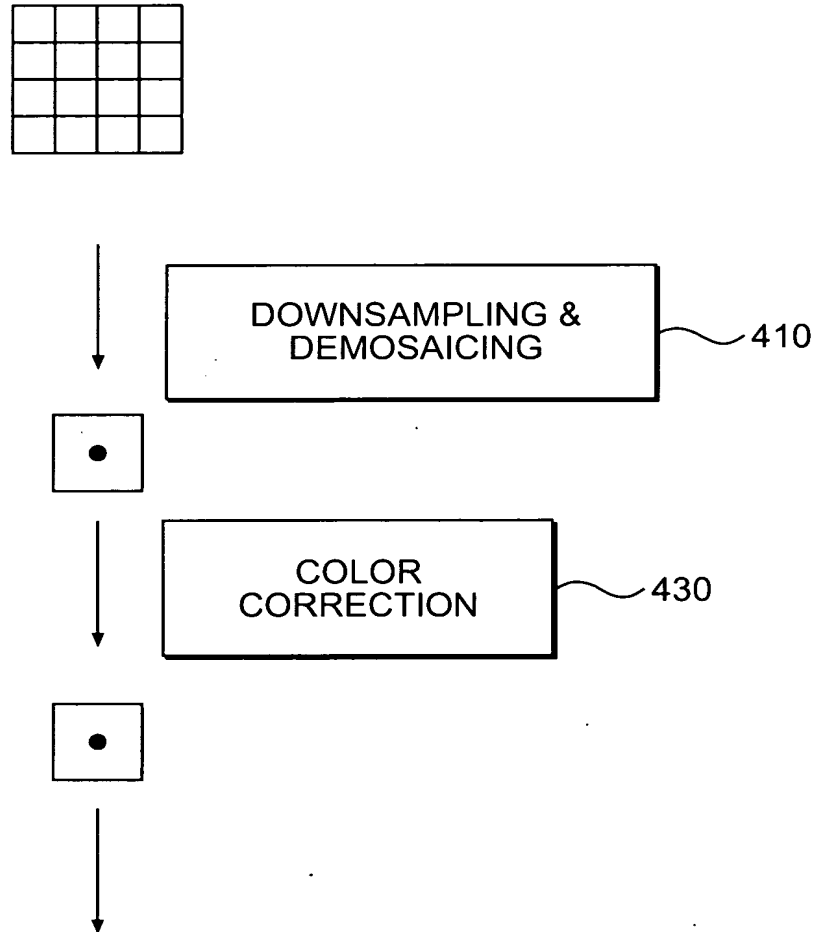 DOWNSAMPLING &
DEMOSAICING
410
COLOR
CORRECTION
430